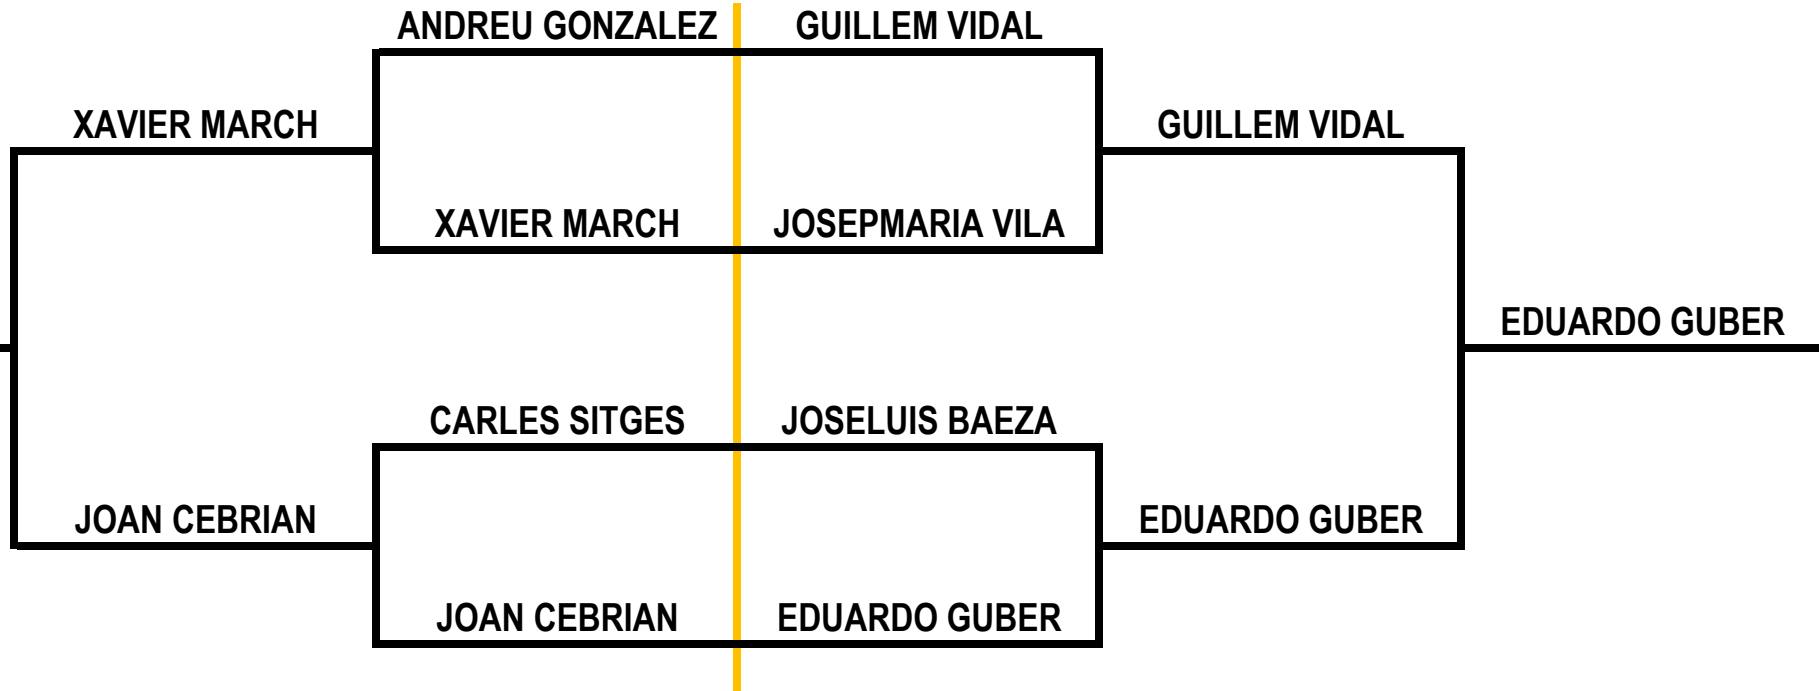 ANDREU GONZALEZ
GUILLEM VIDAL
XAVIER MARCH
GUILLEM VIDAL
XAVIER MARCH
JOSEPMARIA VILA
EDUARDO GUBER
CARLES SITGES
JOSELUIS BAEZA
JOAN CEBRIAN
EDUARDO GUBER
JOAN CEBRIAN
EDUARDO GUBER